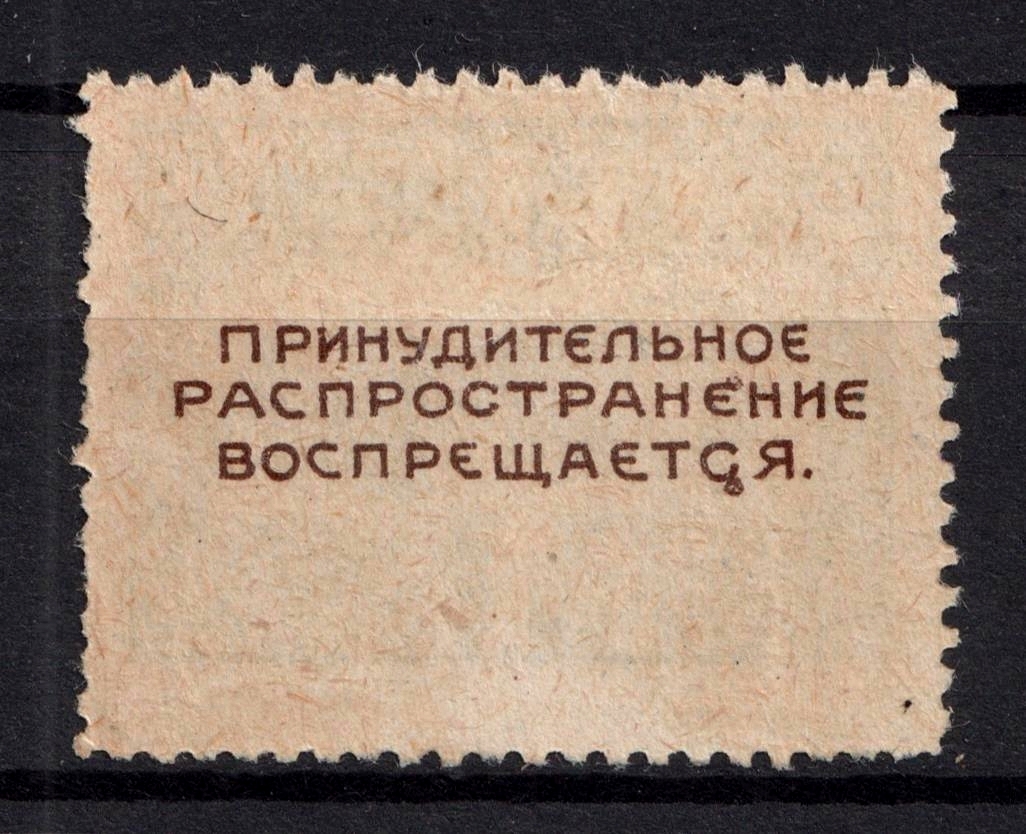 ПРИНУДИТЕЛЬНОЕ
РАСПРОСТРАНЕНИЕ
ВОСПРЕЩАЕТСЯ.